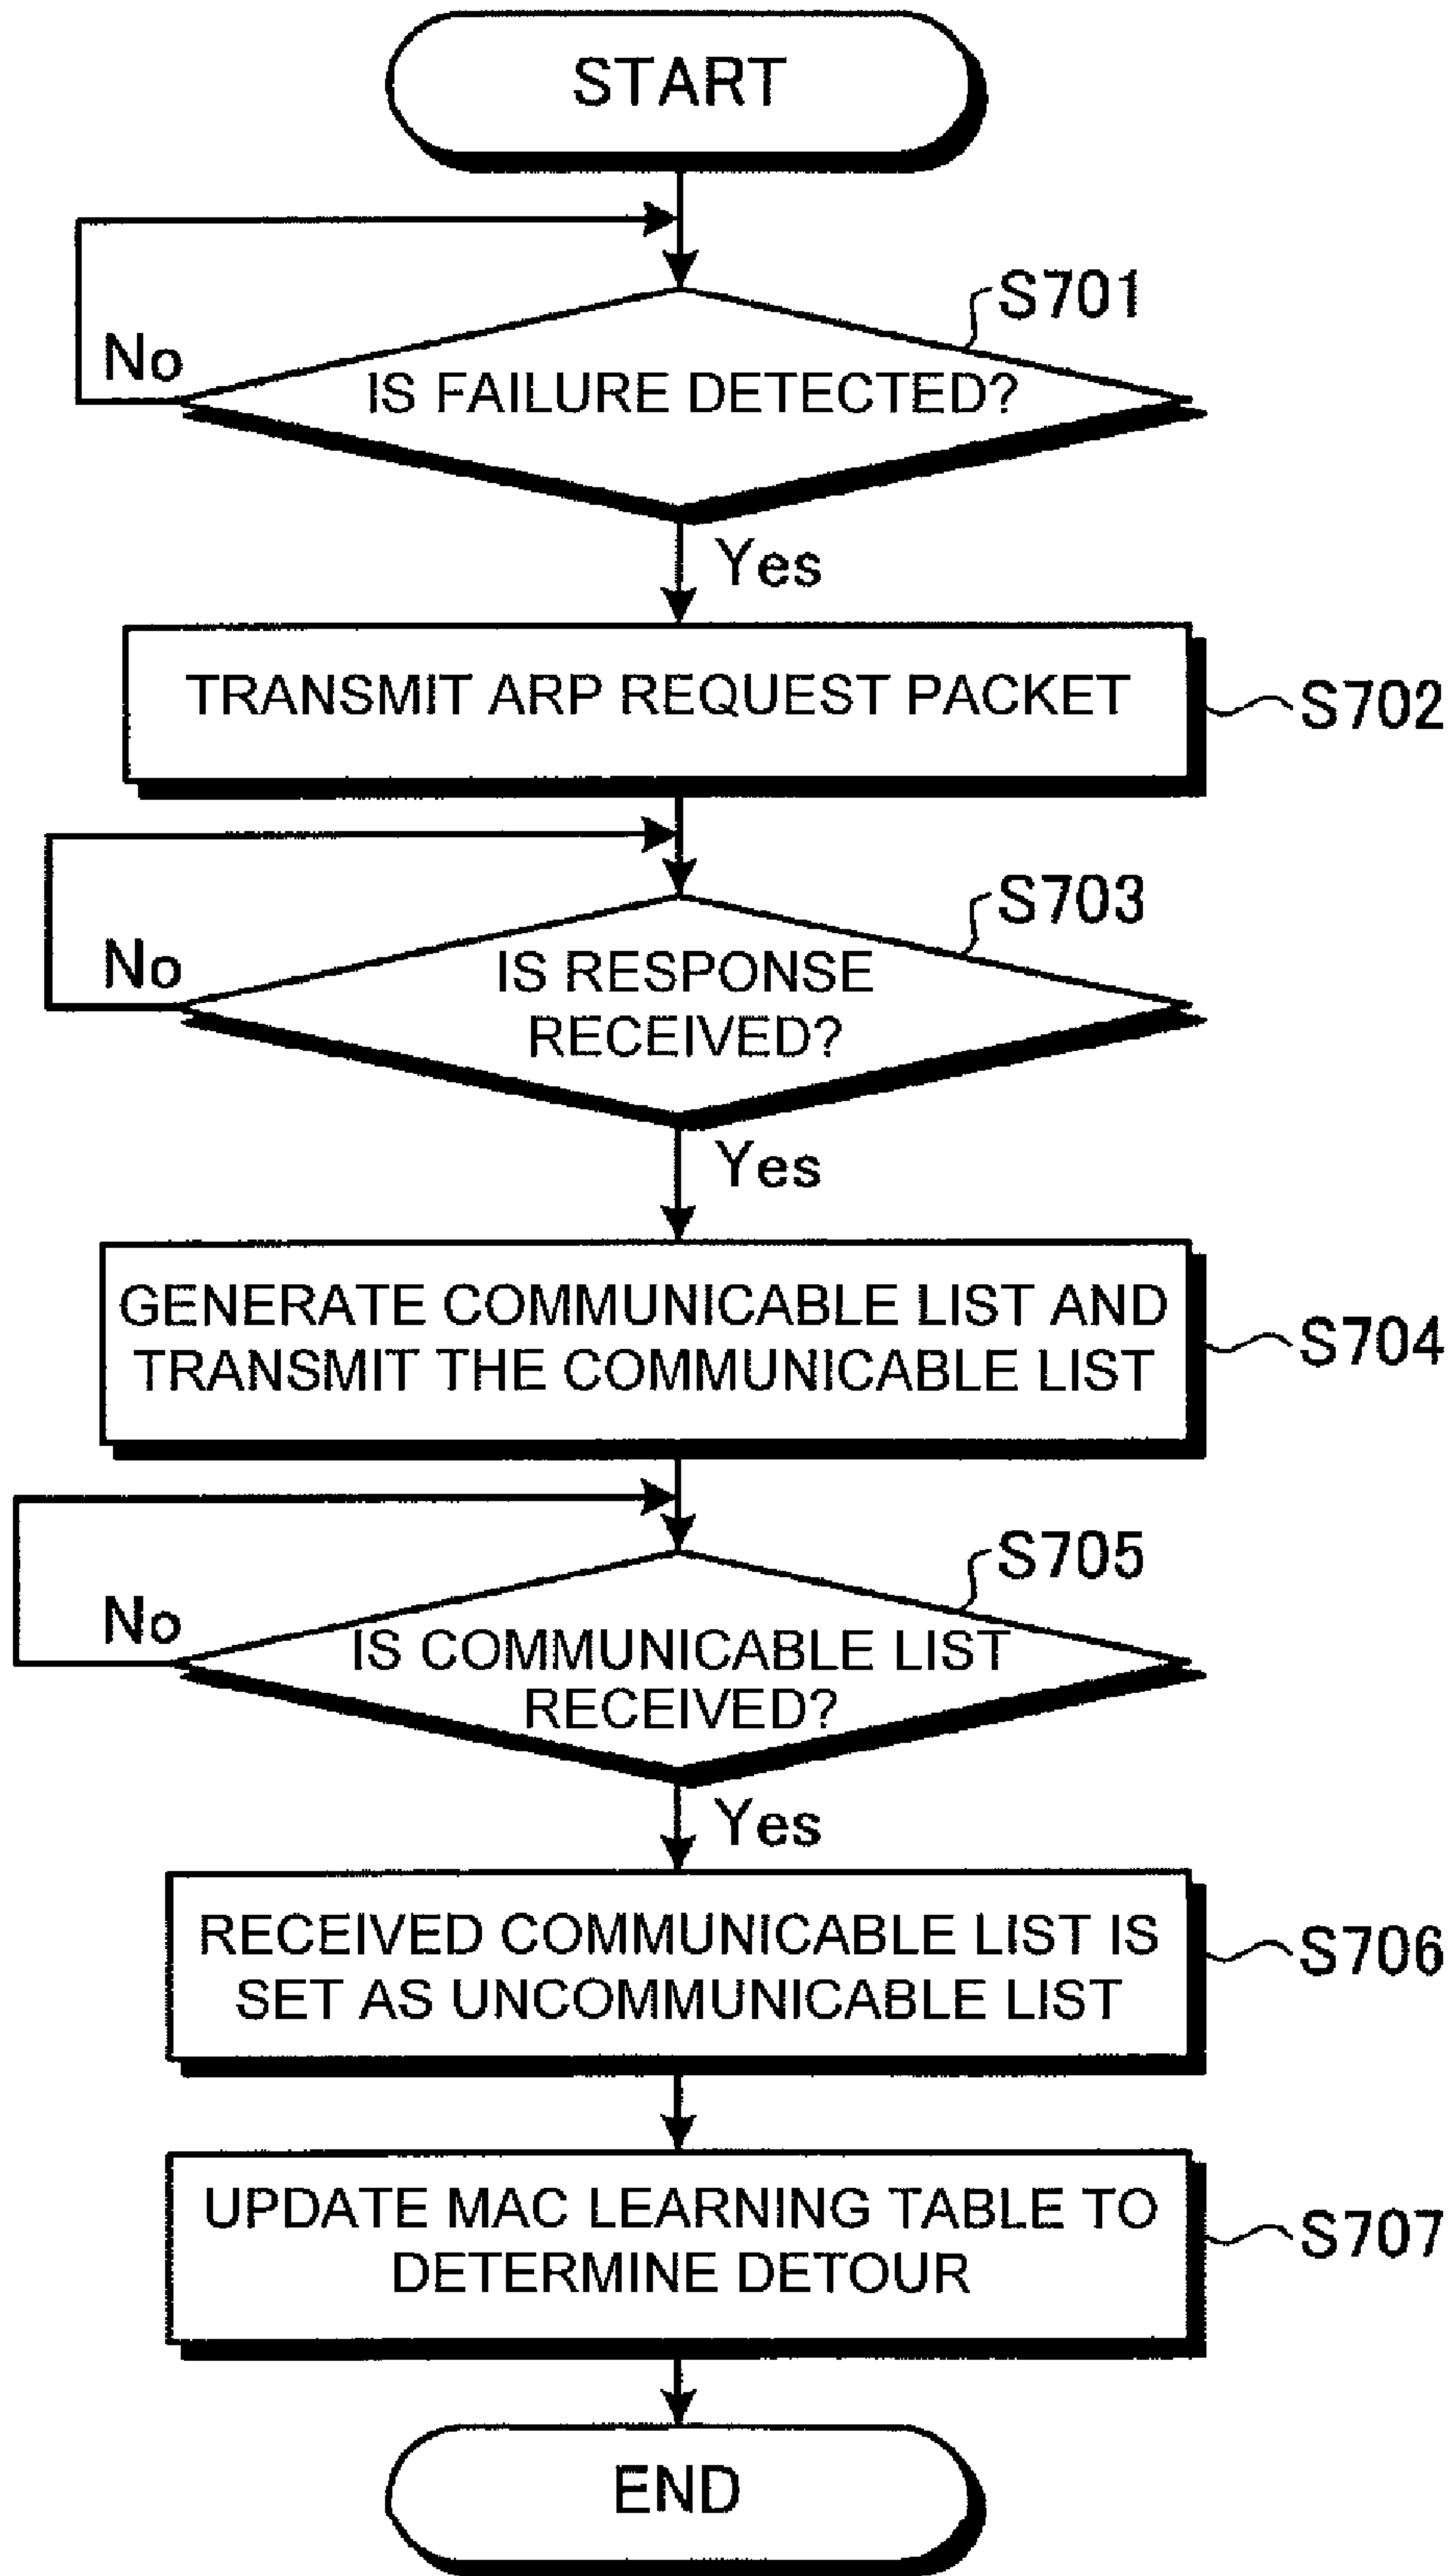 START
S701
No
IS FAILURE DETECTED?
Yes
TRANSMIT ARP REQUEST PACKET
S702
S703
No
IS RESPONSE
RECEIVED?
Yes
GENERATE COMMUNICABLE LIST AND
TRANSMIT THE COMMUNICABLE LIST
S704
S705
No
IS COMMUNICABLE LIST
RECEIVED?
Yes
RECEIVED COMMUNICABLE LIST IS
SET AS UNCOMMUNICABLE LIST
S706
UPDATE MAC LEARNING TABLE TO
DETERMINE DETOUR
S707
END